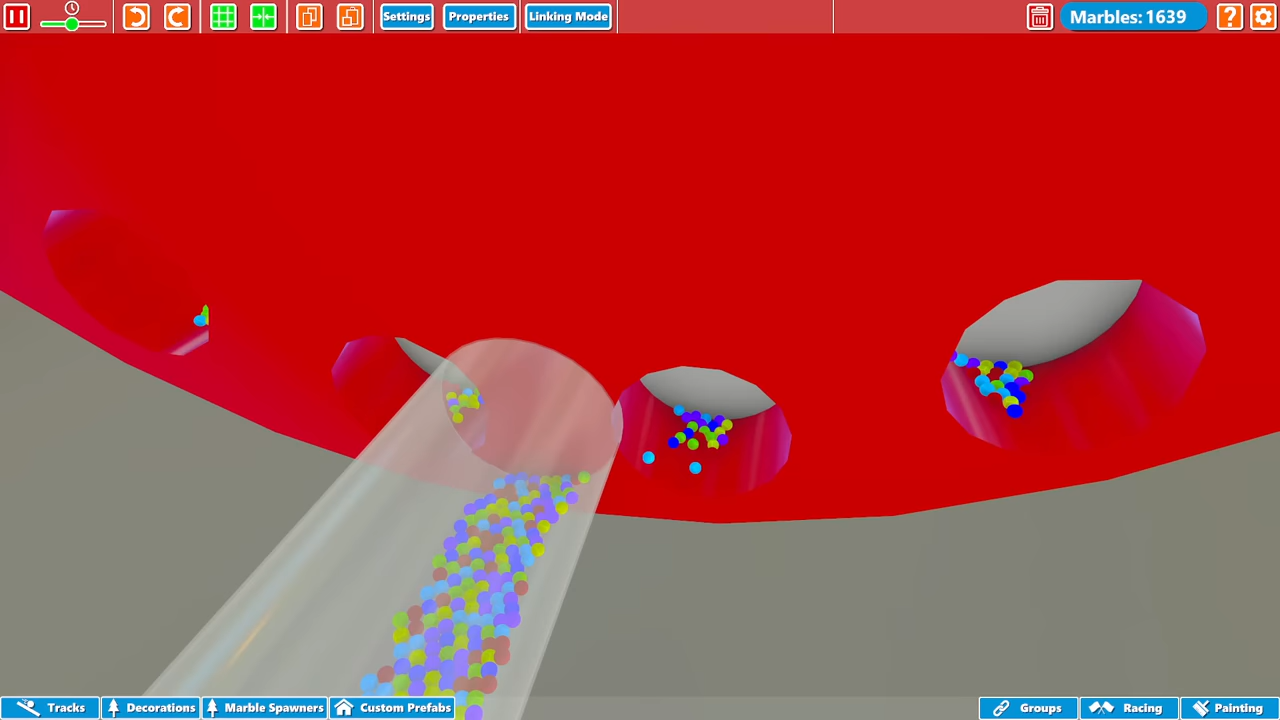 Settings
Properties
Linking Mode
Marbles: 1639
?
Tracks
Decorations
Marble Spawners
Custom Prefabs
Groups
Racing
Painting